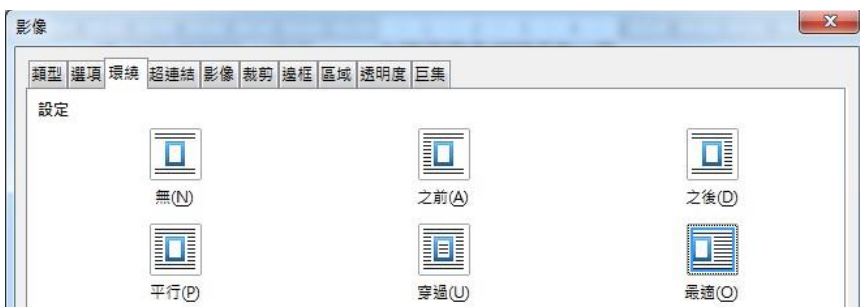 影像
類型 選項 環繞 超連結 影像 裁剪 邊框 區域 透明度 巨集
設定
無(N) 之前(A) 之後(D)
平行(P) 穿過(U) 最適(O)